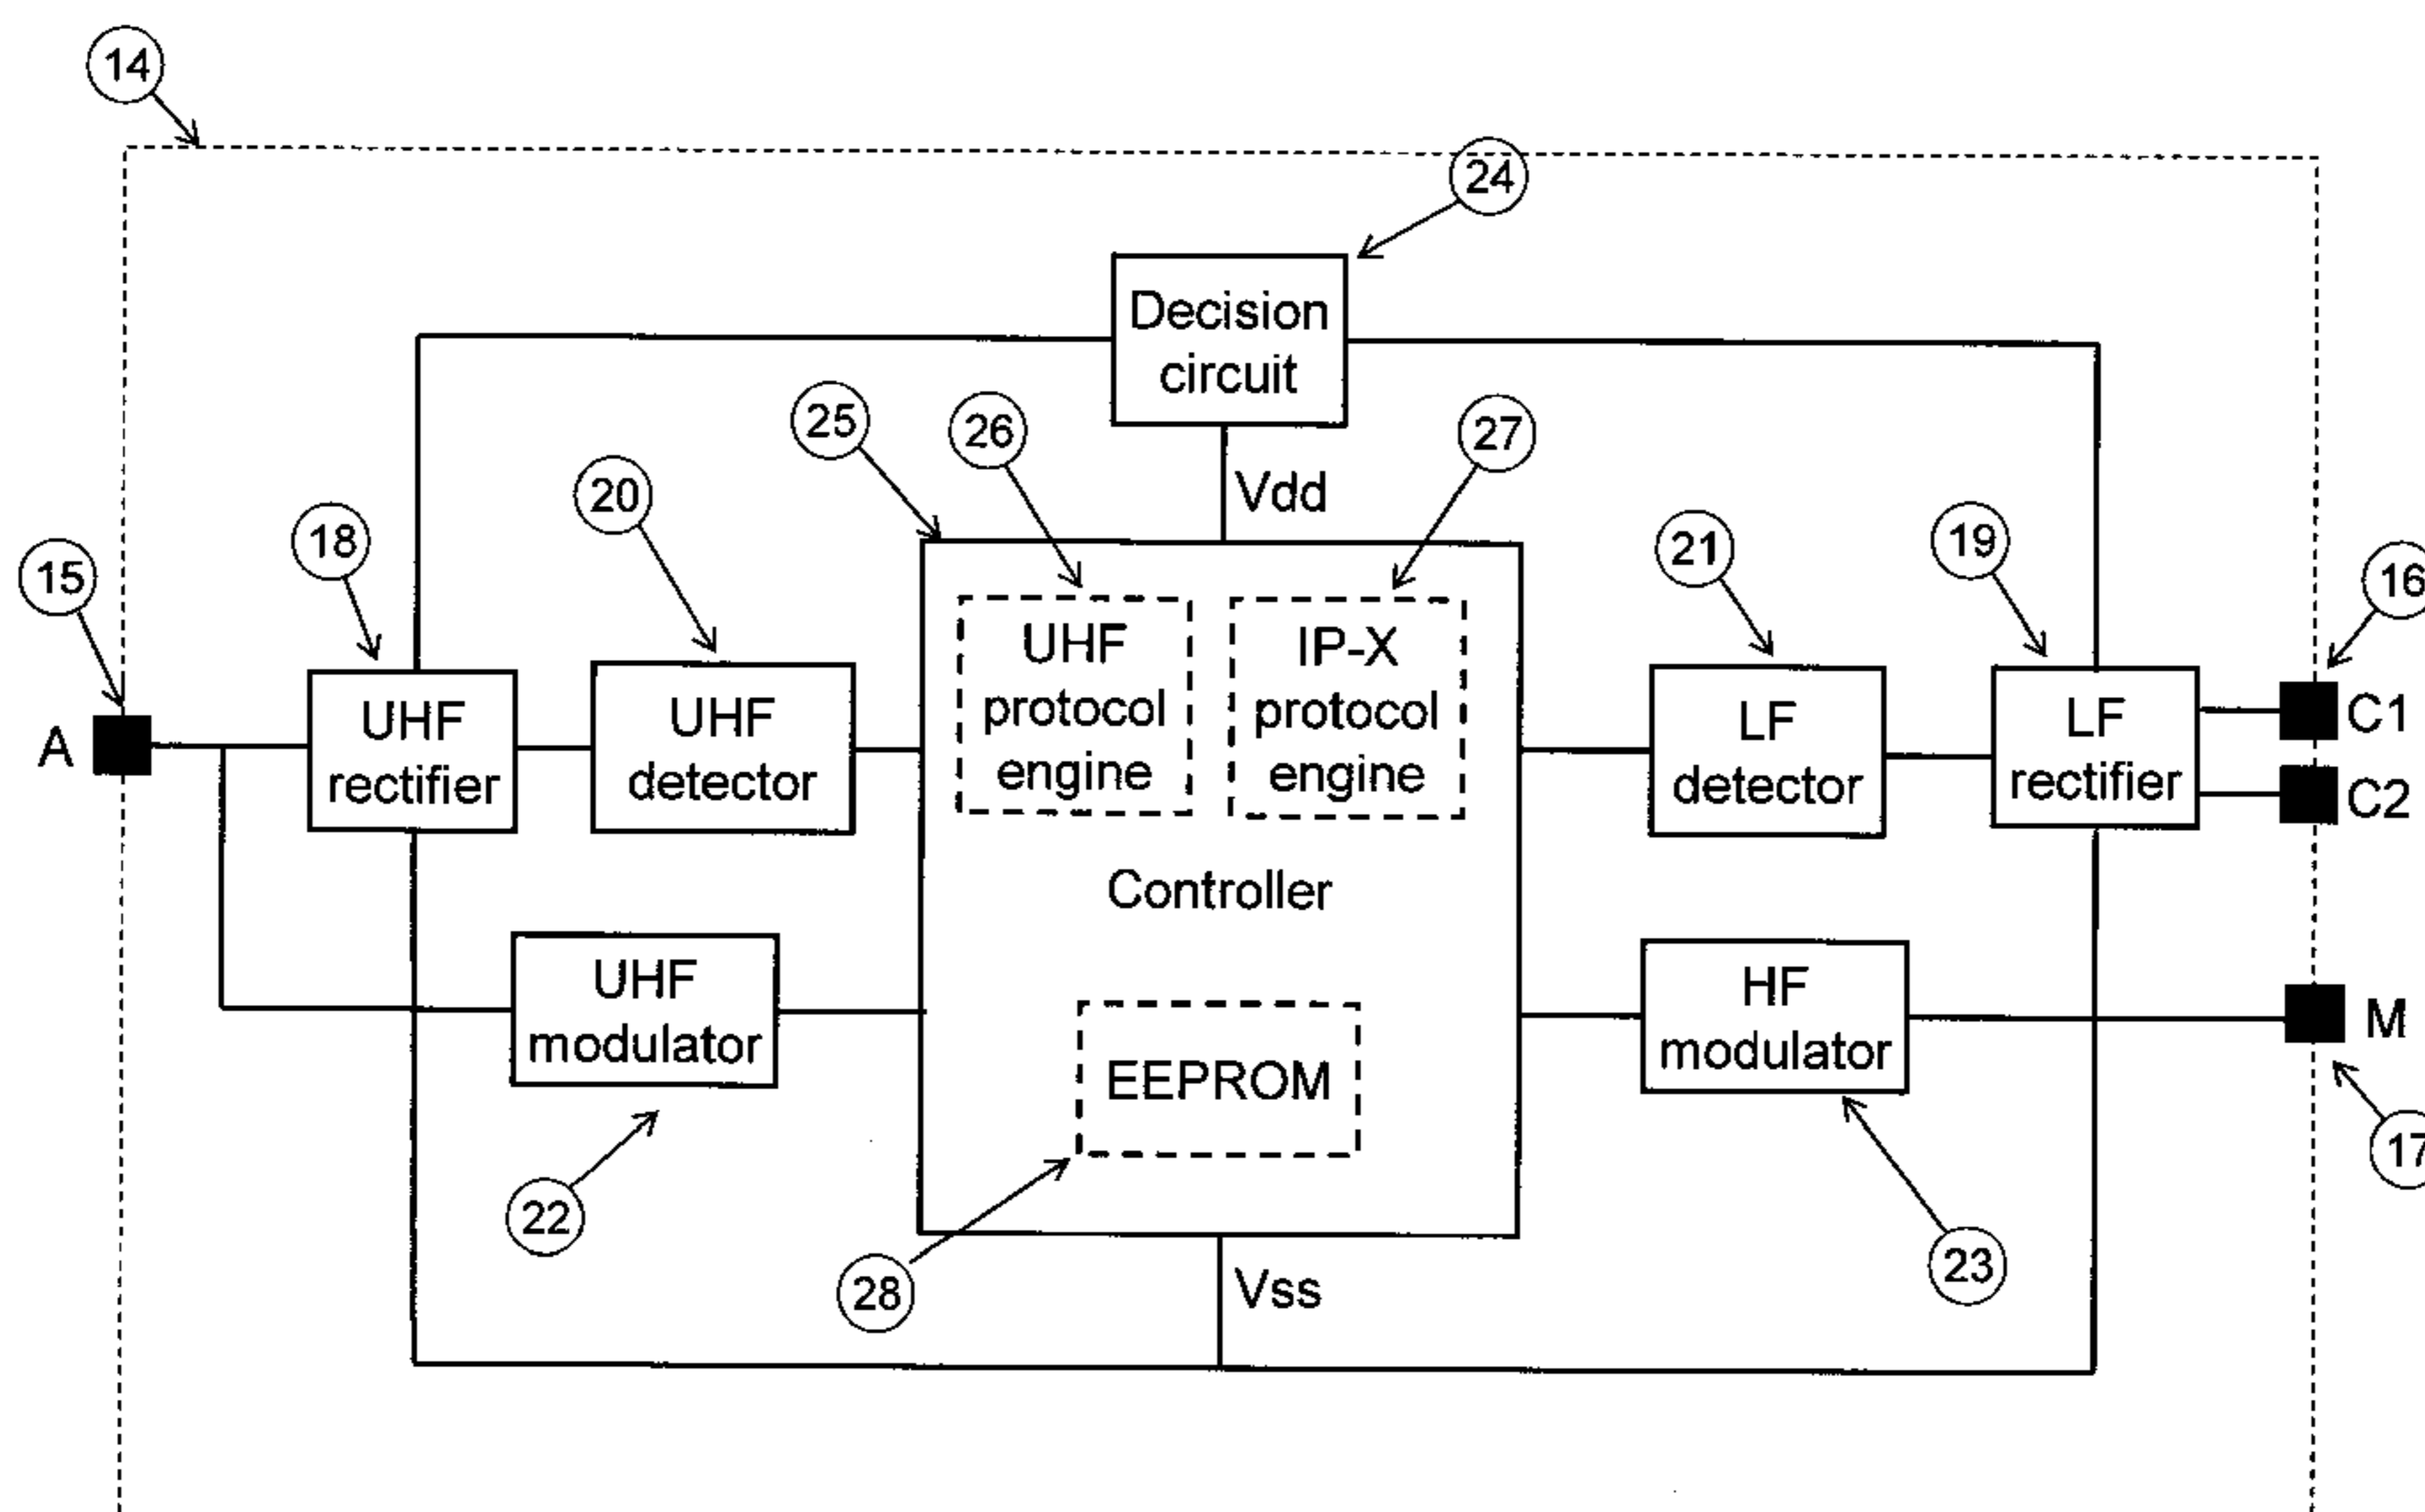 14
24
Decision
circuit
25
26
27
Vdd
20
18
21
19
15
16
UHF
protocol
engine
IP-X
protocol
engine
A
UHF
rectifier
UHF
detector
LF
detector
LF
rectifier
C1
C2
Controller
UHF
modulator
HF
modulator
M
EEPROM
17
22
28
23
Vss